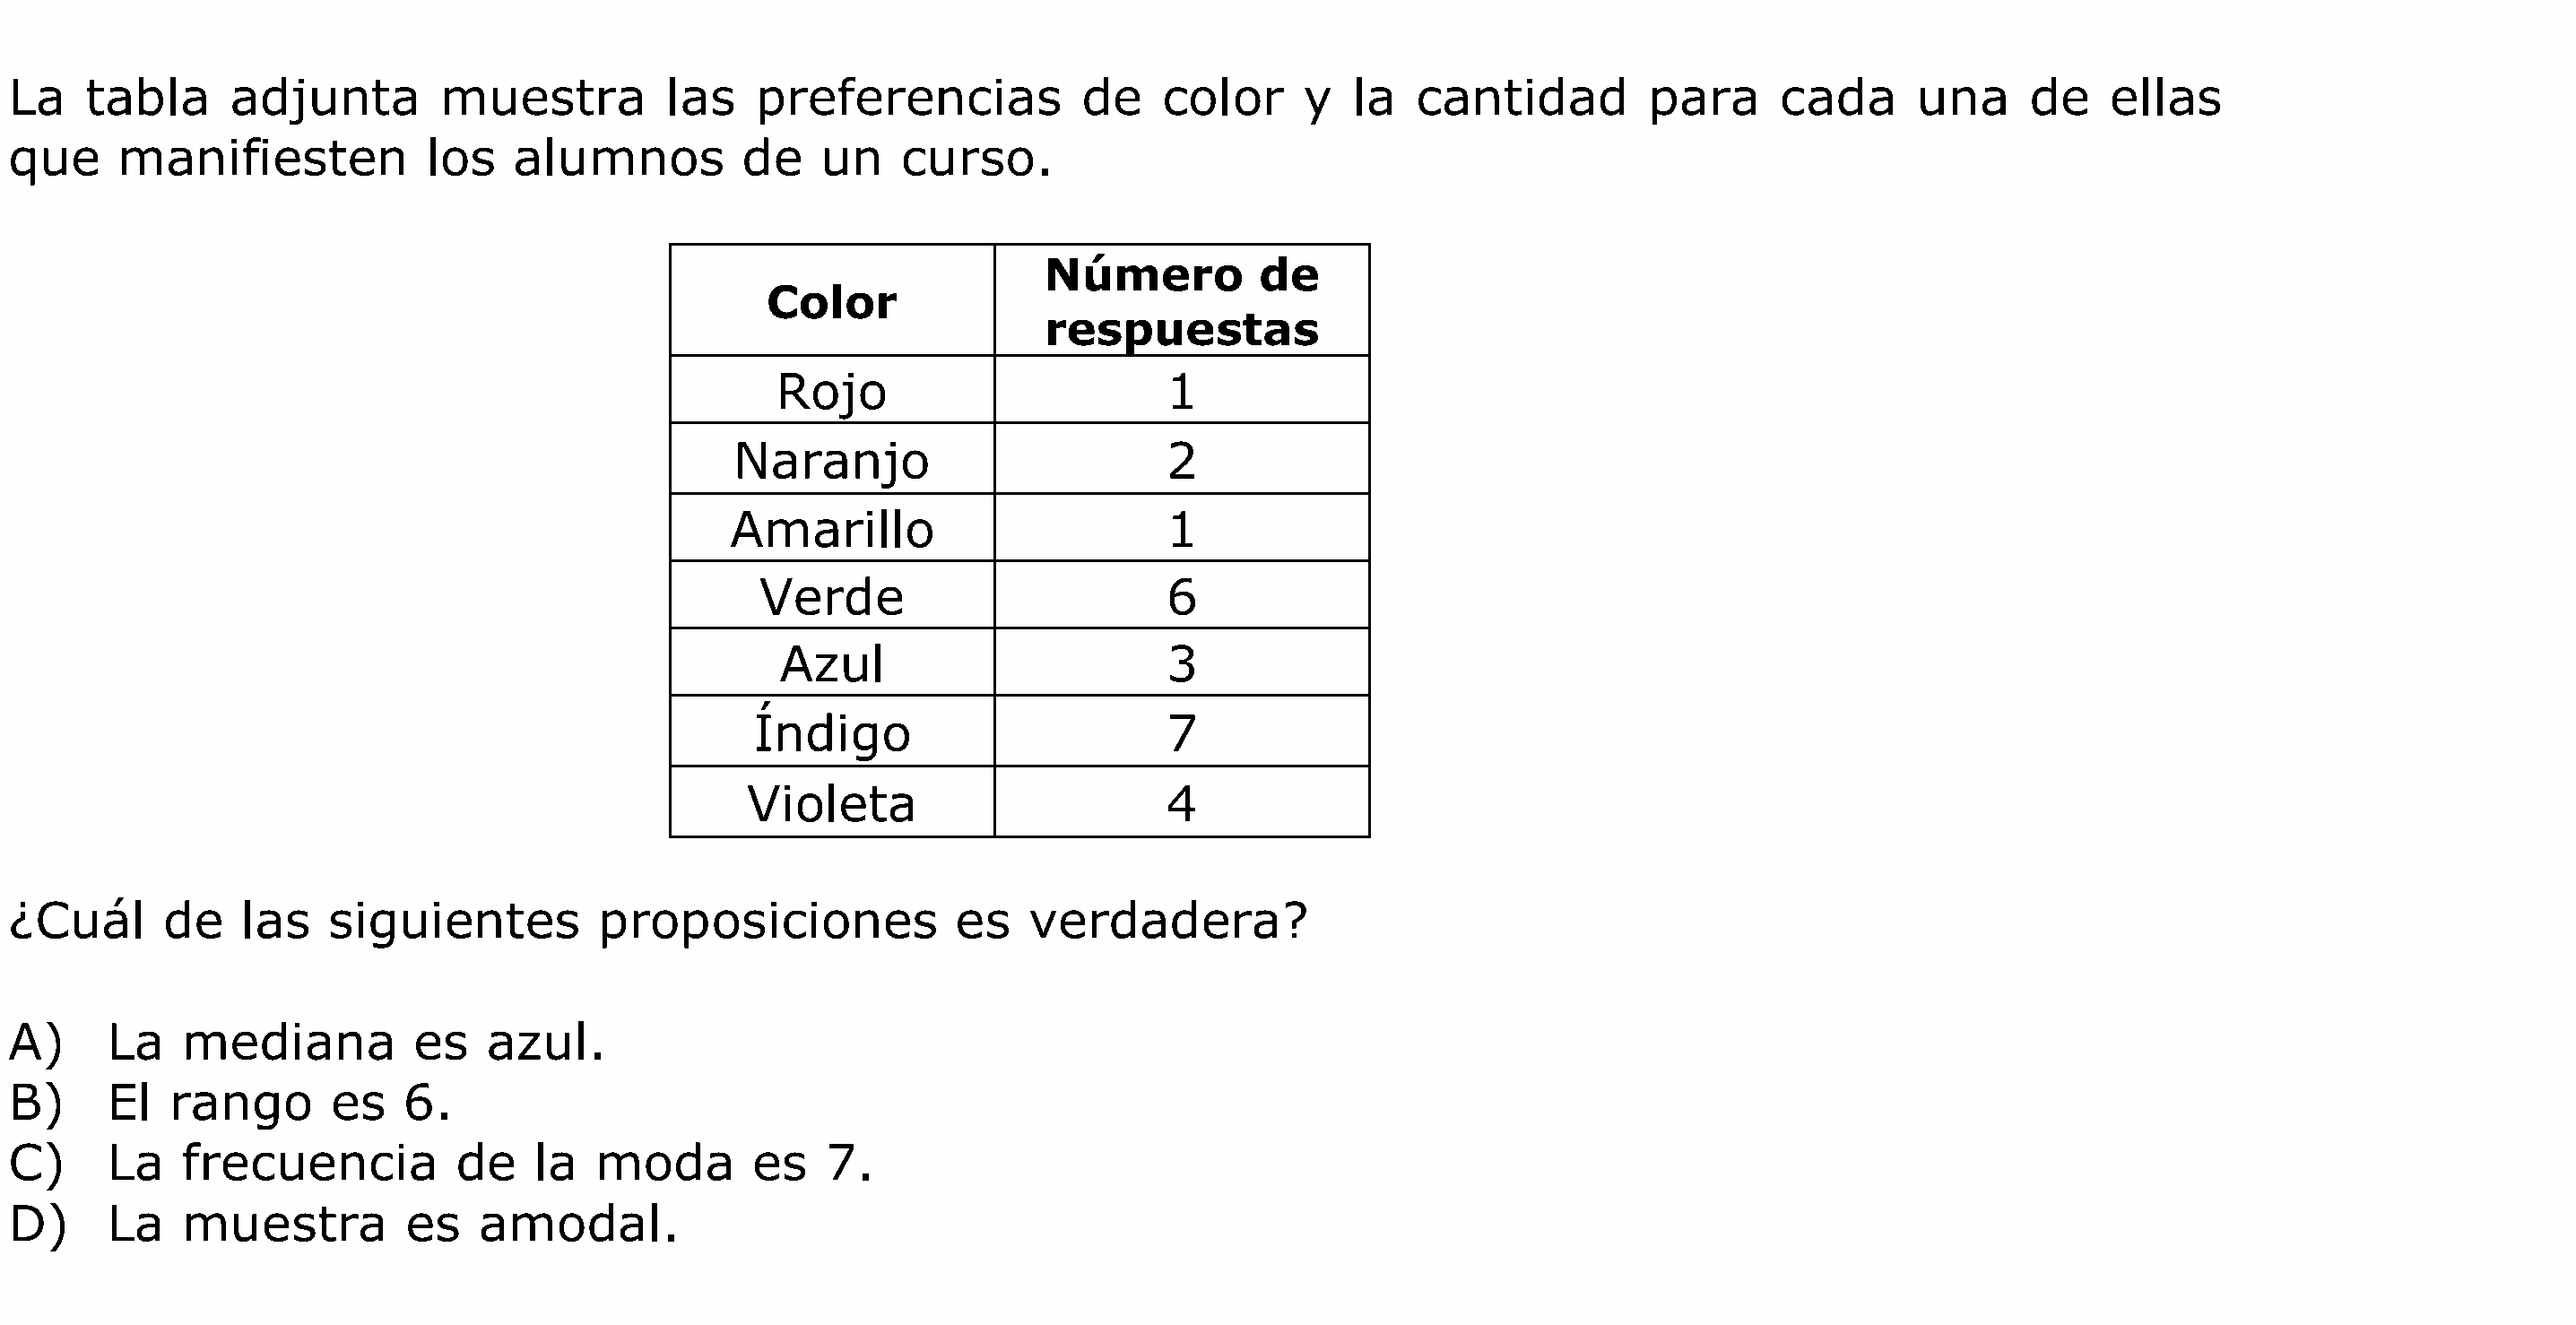 La tabla adjunta muestra las preferencias de color y la cantidad para cada una de ellas
que manifiesten los alumnos de un curso.
Color Número de
respuestas
Rojo 1
Naranjo 2
Amarillo 1
Verde 6
Azul 3
Índigo 7
Violeta 4
¿Cuál de las siguientes proposiciones es verdadera?
A) La mediana es azul.
B) El rango es 6.
C) La frecuencia de la moda es 7.
D) La muestra es amodal.